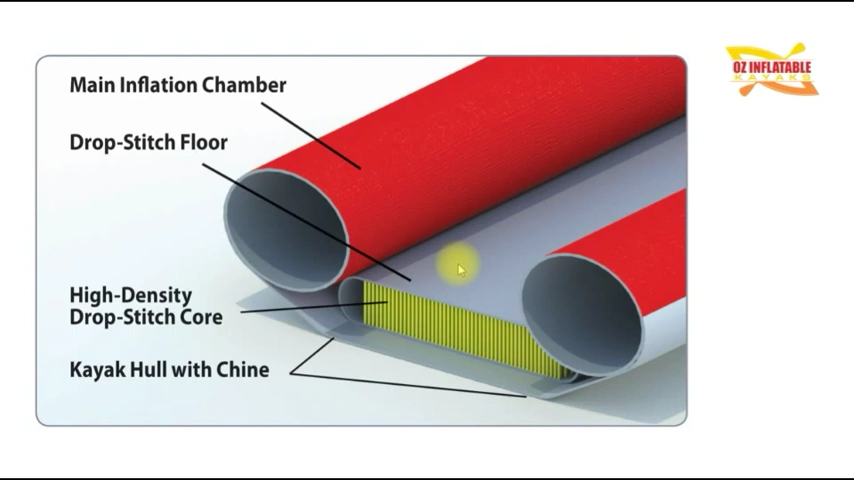 Main Inflation Chamber
OZ INFLATABLE
KAYAKS
Drop-Stitch Floor
High-Density
Drop-Stitch Core
Kayak Hull with Chine